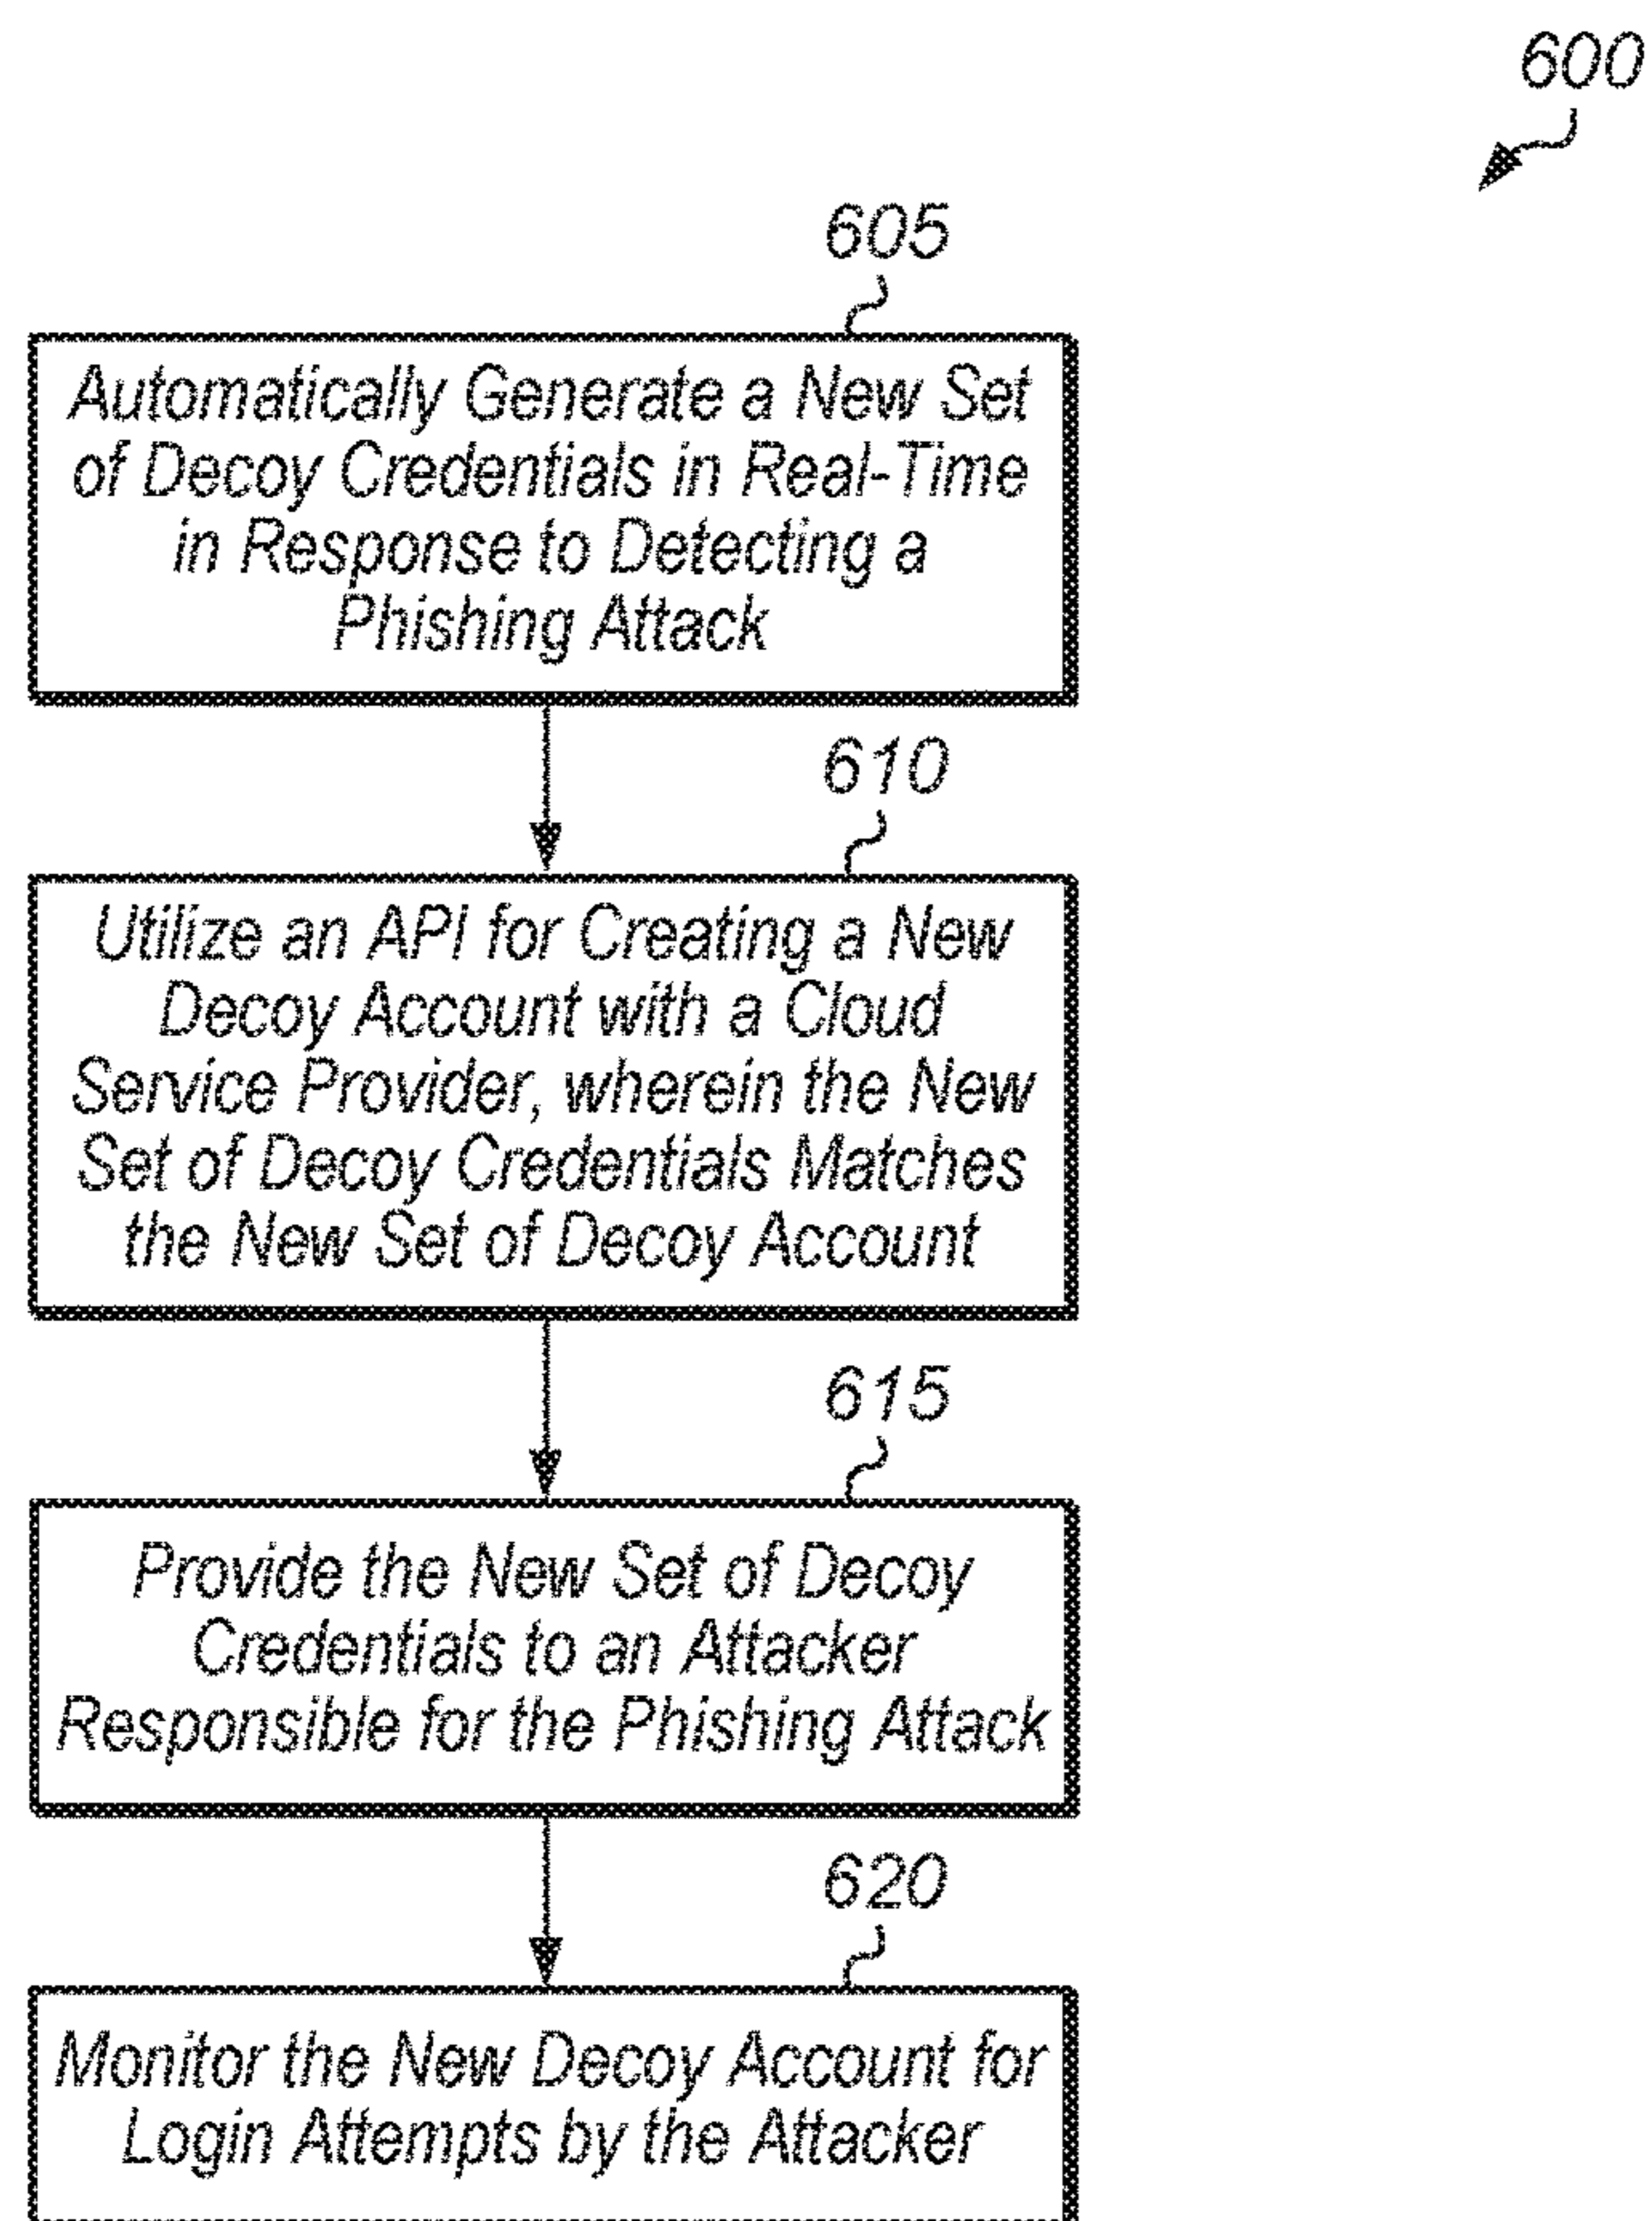 600
605
Automatically Generate a New Set
of Decoy Credentials in Real-Time
in Response to Detecting a
Phishing Attack
610
Utilize an API for Creating a New
Decoy Account with a Cloud
Service Provider, wherein the New
Set of Decoy Credentials Matches
the New Set of Decoy Account
615
Provide the New Set of Decoy
Credentials to an Attacker
Responsible for the Phishing Attack
620
Monitor the New Decoy Account for
Login Attempts by the Attacker